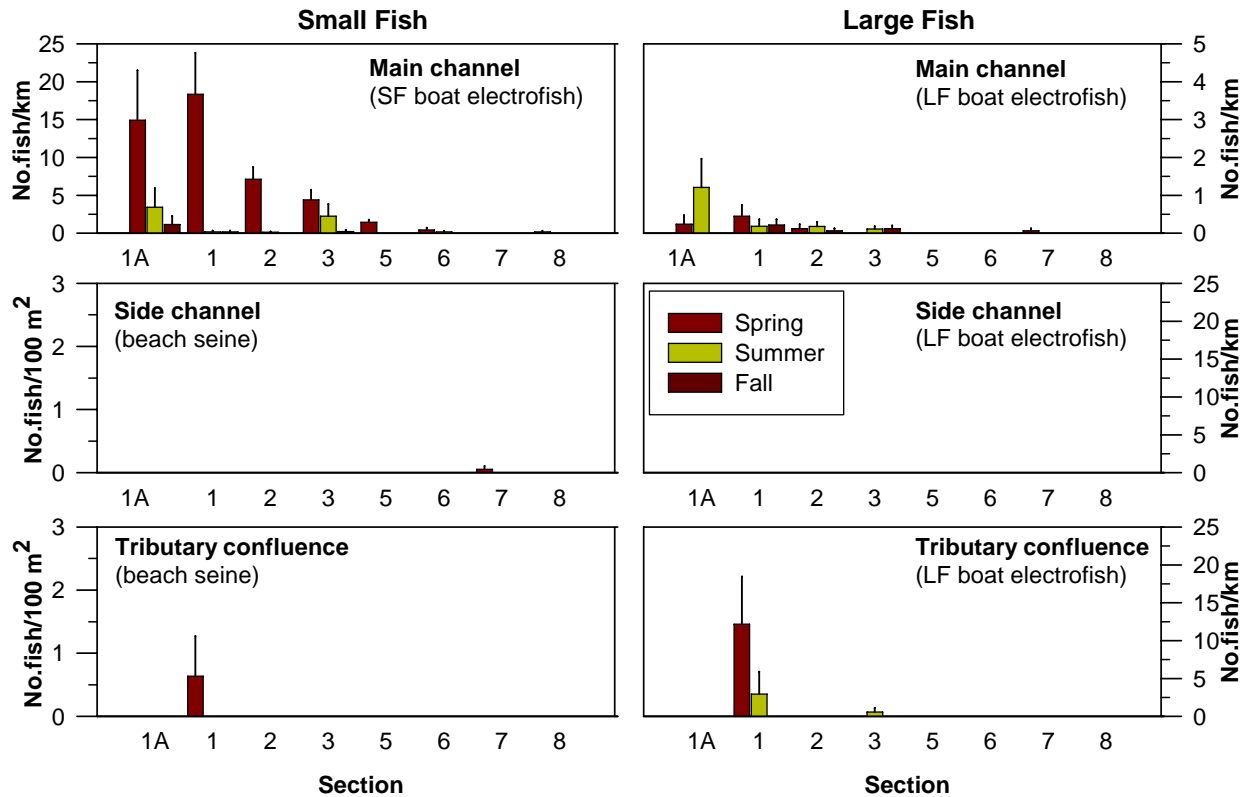 Small Fish
Large Fish
No.fish/km
25
20
15
10
5
0
Main channel
(SF boat electrofish)
1A 1 2 3 5 6 7 8
Main channel
(LF boat electrofish)
5
4
3
2
1
0
No.fish/km
1A 1 2 3 5 6 7 8
No.fish/100 m²
3
2
1
0
Side channel
(beach seine)
1A 1 2 3 5 6 7 8
Spring
Summer
Fall
Side channel
(LF boat electrofish)
25
20
15
10
5
0
No.fish/km
1A 1 2 3 5 6 7 8
No.fish/100 m²
3
2
1
0
Tributary confluence
(beach seine)
1A 1 2 3 5 6 7 8
Section
Tributary confluence
(LF boat electrofish)
25
20
15
10
5
0
No.fish/km
1A 1 2 3 5 6 7 8
Section